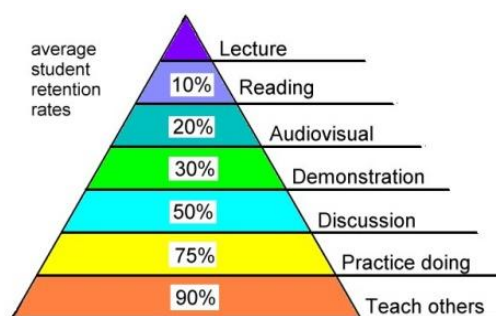 average
student
retention
rates
Lecture
10% Reading
20% Audiovisual
30% Demonstration
50% Discussion
75% Practice doing
90% Teach others